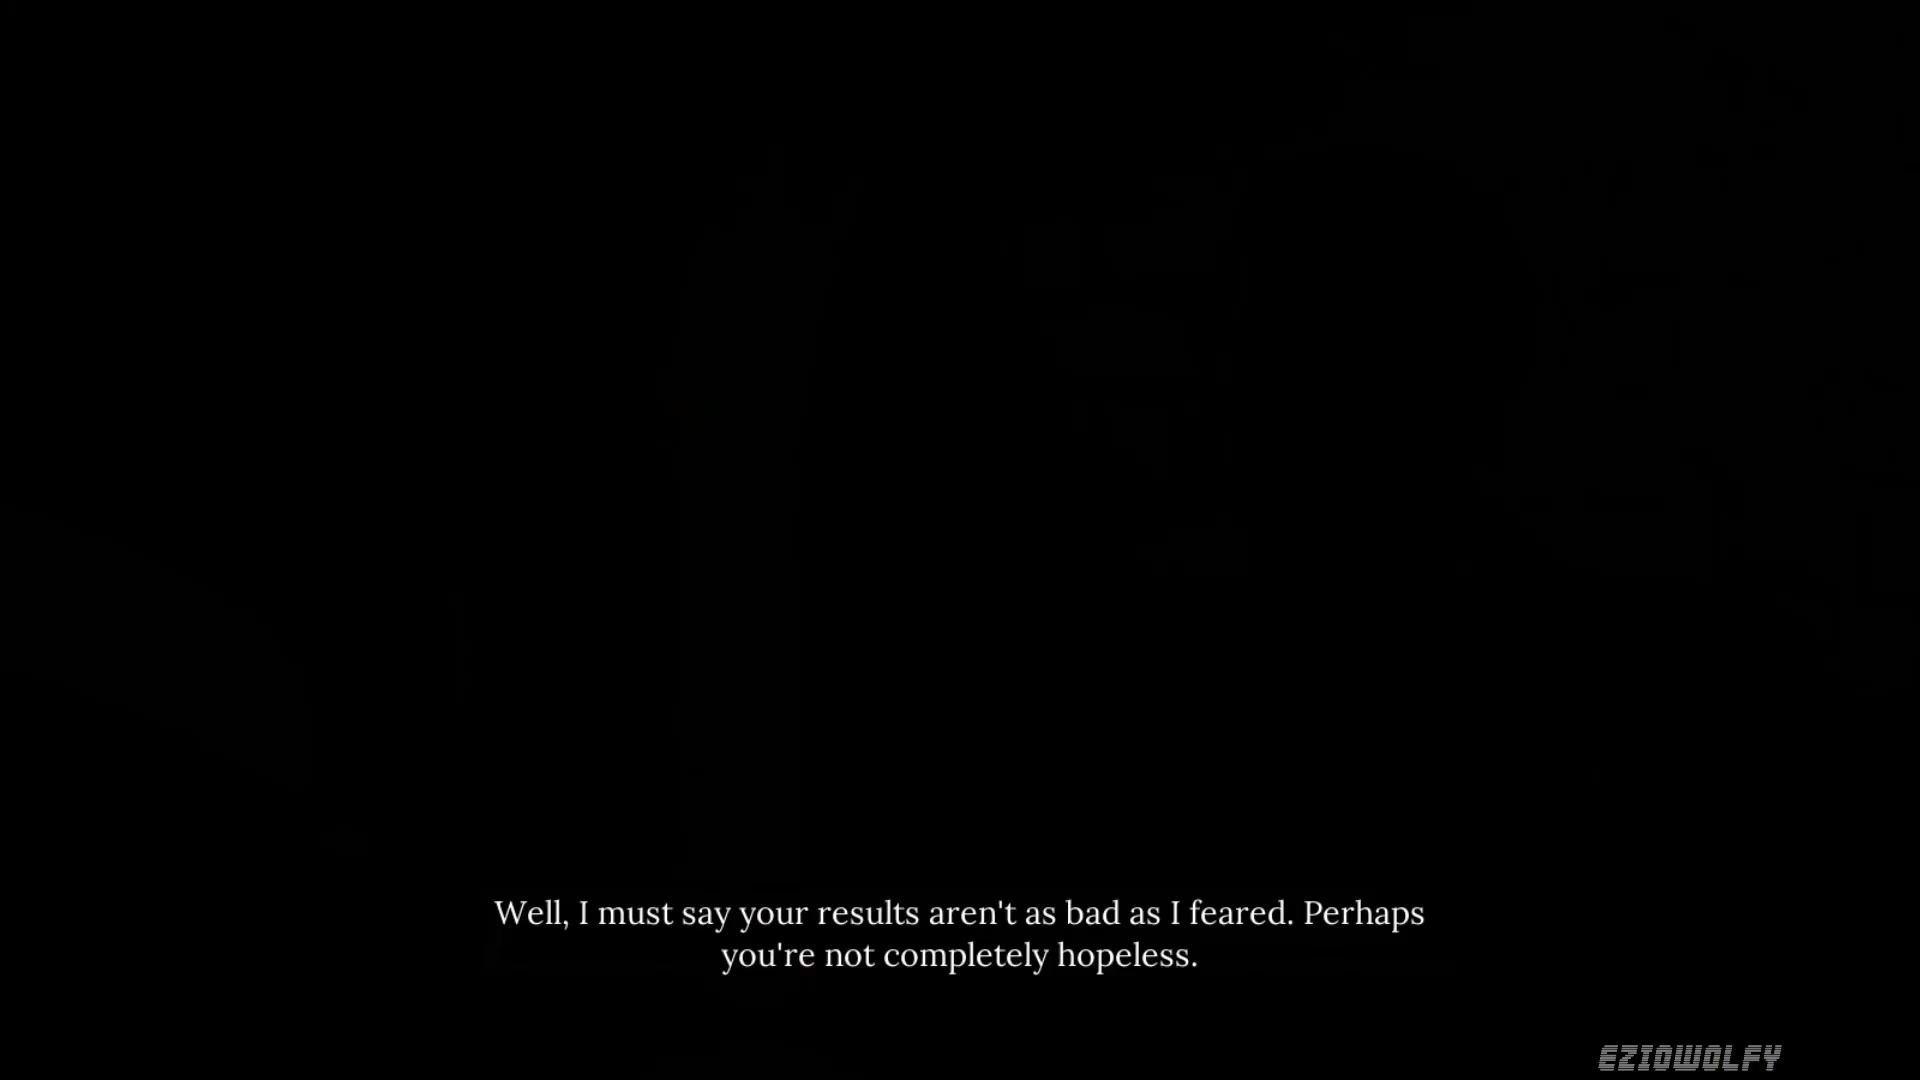 Well, I must say your results aren't as bad as I feared. Perhaps
you're not completely hopeless.
EZIOWOLFY